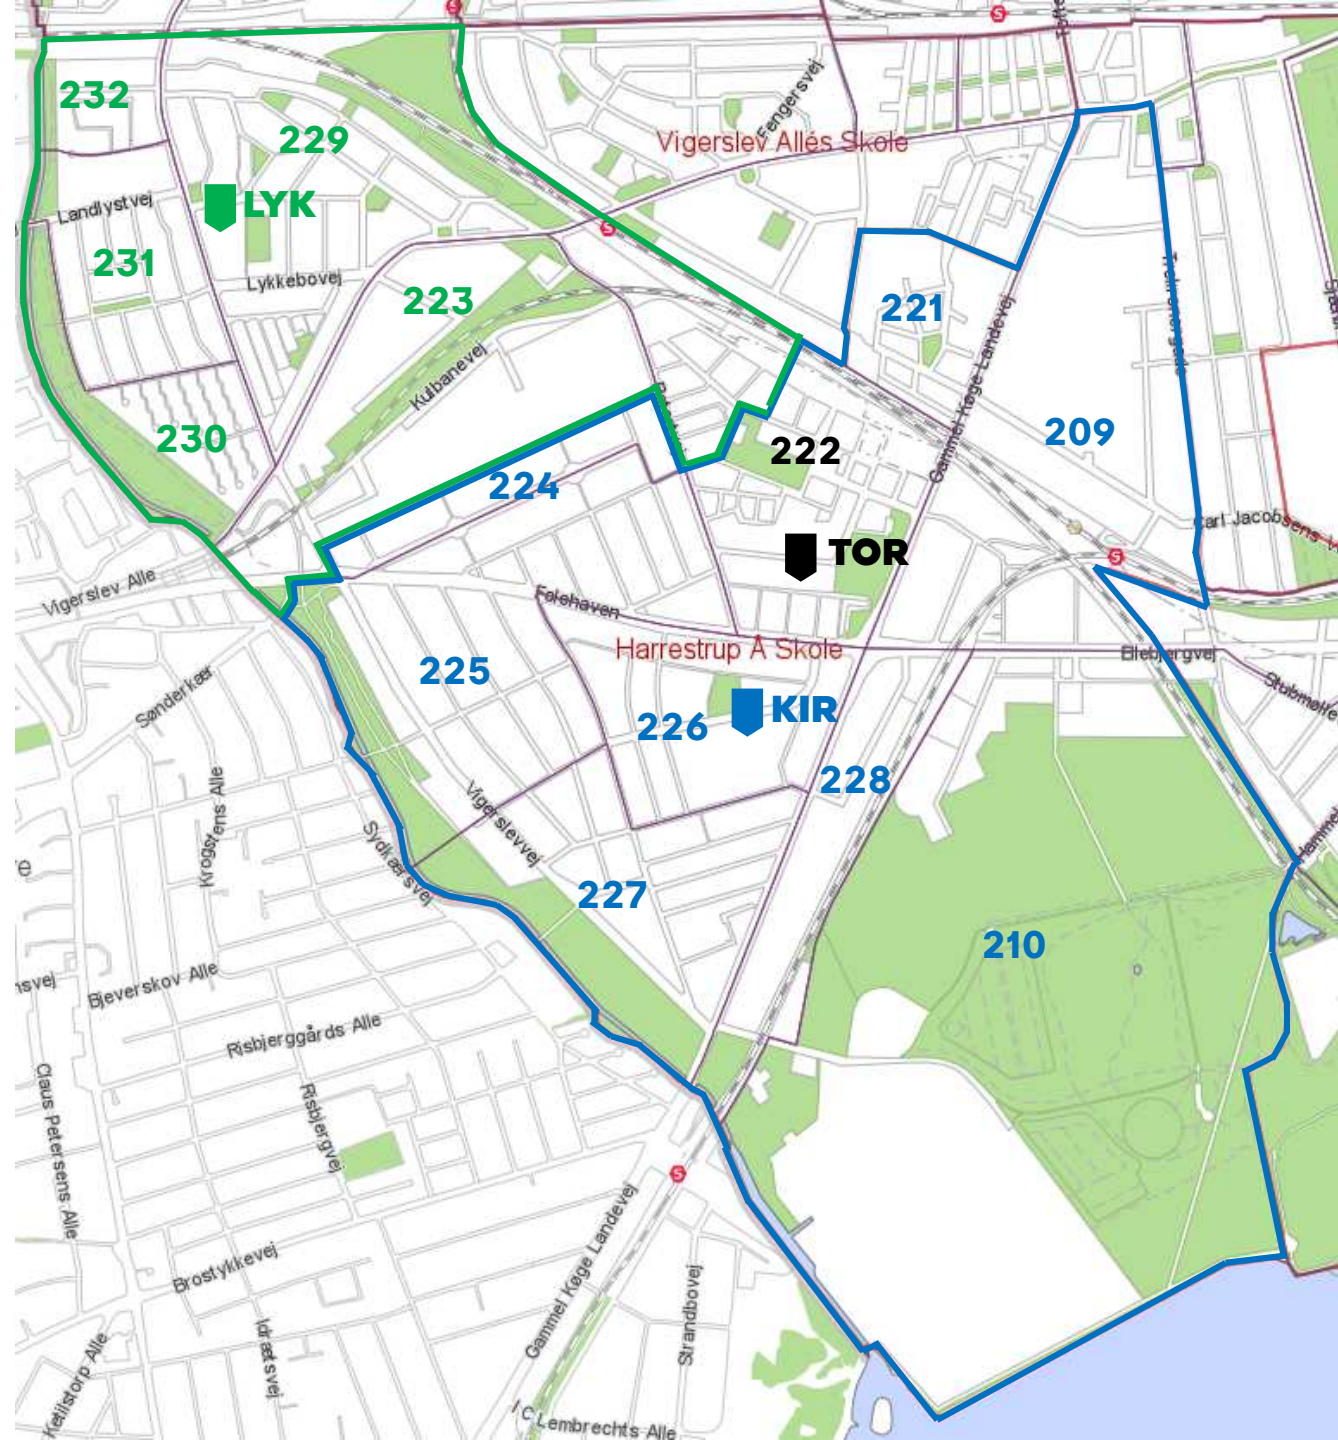 232
229
Fengersvej
Vigerslev Allés Skole
Landlystvej
LYK
231
Lykkebovej
223
221
Gammel Køge Landevej
Kulbanevej
230
209
222
224
Carl Jacobsens V
TOR
Vigerslev Alle
Folehaven
Harrestrup Å Skole
Ellebjergvej
225
Sønderkær
Stubmølle
KIR
226
228
Krogstens Alle
Vigerslevvej
Sydkærsvej
Hammel
227
210
nsvej
Bjeverskov Alle
Risbjerggårds Alle
Claus Petersens Alle
Risbjergvej
Gammel Køge Landevej
Brostykkevej
Strandbovej
Idrætsvej
Ketilstorp Alle
I C Lembrechts Alle